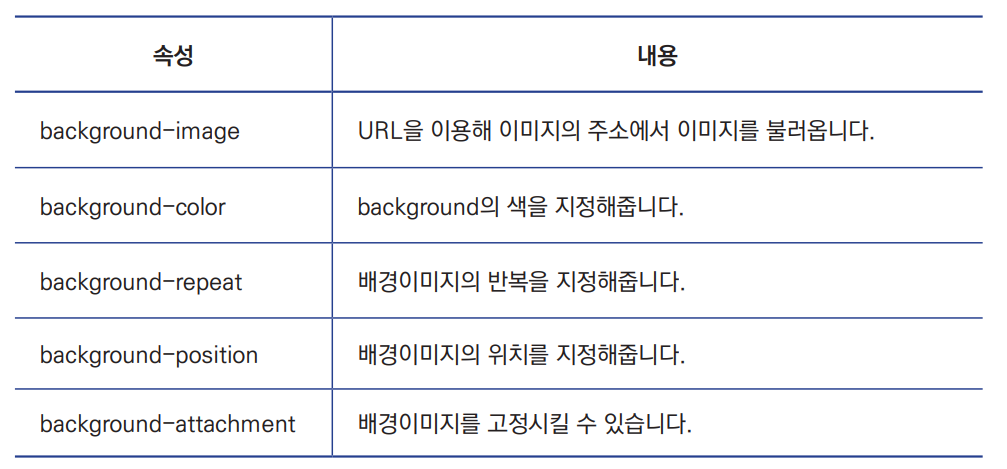 속성 내용
background-image URL을 이용해 이미지의 주소에서 이미지를 불러옵니다.
background-color background의 색을 지정해줍니다.
background-repeat 배경이미지의 반복을 지정해줍니다.
background-position 배경이미지의 위치를 지정해줍니다.
background-attachment 배경이미지를 고정시킬 수 있습니다.